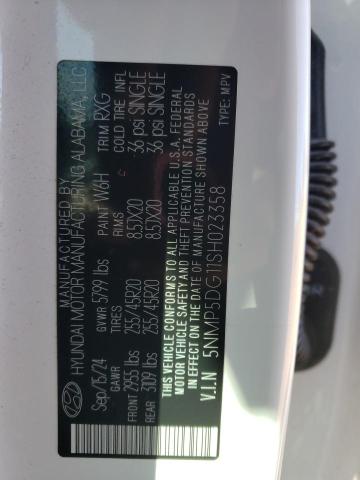 MANUFACTURED BY
HYUNDAI MOTOR MANUFACTURING ALABAMA, LLC
Sep/15/24 GVWR 5799 lbs PAINT W6H TRIM RXG
GAWR RIMS COLD TIRE INFL
FRONT 2955 lbs 255/45R20 8.5JX20 36 psi SINGLE
REAR 3109 lbs 255/45R20 8.5JX20 36 psi SINGLE
THIS VEHICLE CONFORMS TO ALL APPLICABLE U.S.A. FEDERAL
MOTOR VEHICLE SAFETY AND THEFT PREVENTION STANDARDS
IN EFFECT ON THE DATE OF MANUFACTURE SHOWN ABOVE
V.I.N 5NMP3DG11SH023358 TYPE: MPV